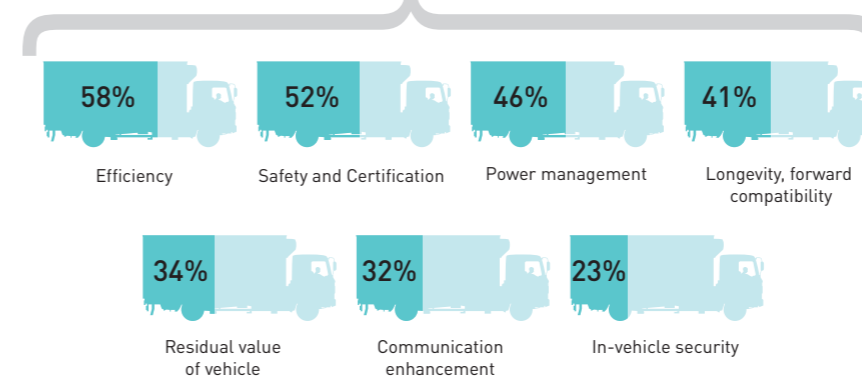 58%
52%
46%
41%
Efficiency
Safety and Certification
Power management
Longevity, forward
compatibility
34%
32%
23%
Residual value
of vehicle
Communication
enhancement
In-vehicle security